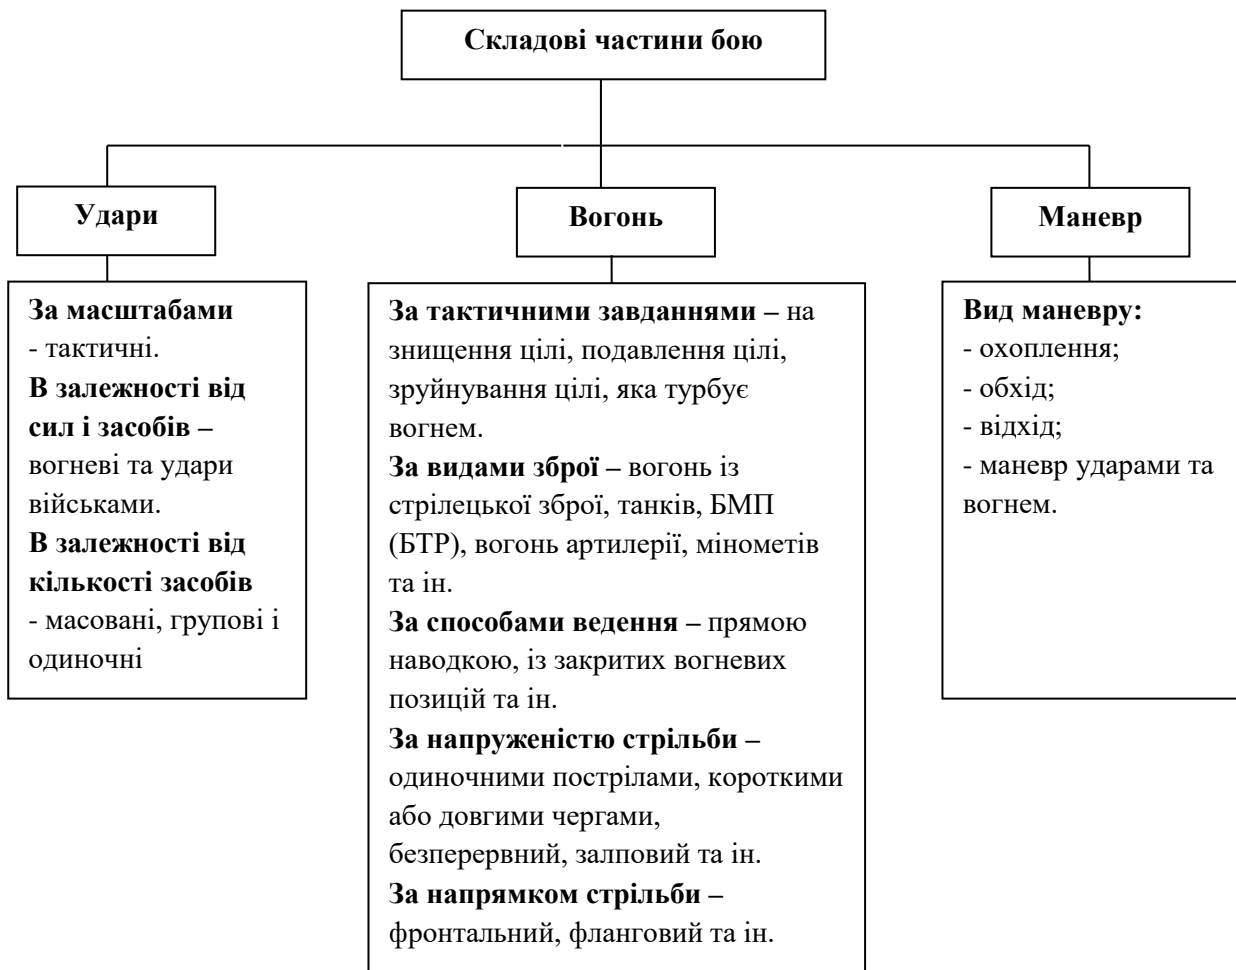 Складові частини бою
Удари
Вогонь
Маневр
За масштабами
- тактичні.
В залежності від
сил і засобів –
вогневі та удари
військами.
В залежності від
кількості засобів
- масовані, групові і
одиночні
За тактичними завданнями – на
знищення цілі, подавлення цілі,
зруйнування цілі, яка турбує
вогнем.
За видами зброї – вогонь із
стрілецької зброї, танків, БМП
(БТР), вогонь артилерії, мінометів
та ін.
За способами ведення – прямою
наводкою, із закритих вогневих
позицій та ін.
За напруженістю стрільби –
одиночними пострілами, короткими
або довгими чергами,
безперервний, залповий та ін.
За напрямком стрільби –
фронтальний, фланговий та ін.
Вид маневру:
- охоплення;
- обхід;
- відхід;
- маневр ударами та
вогнем.